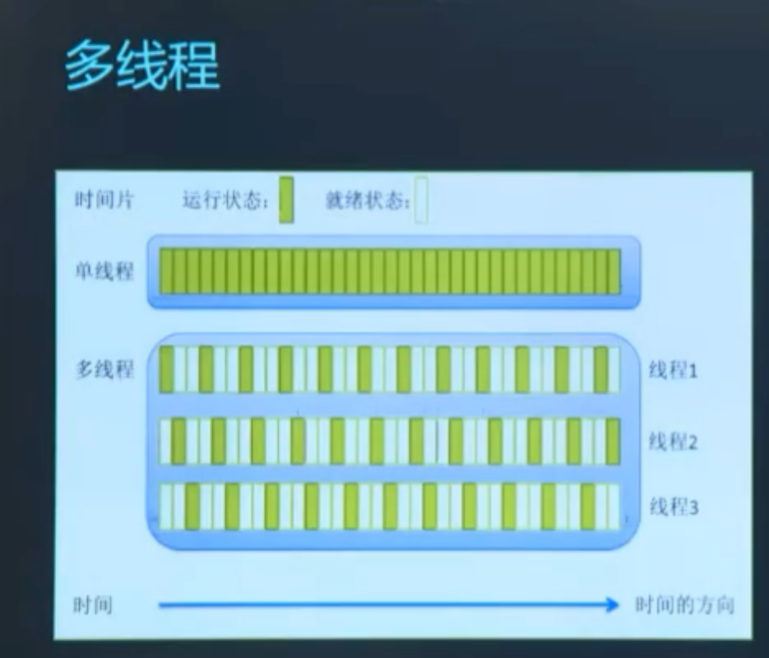 多线程
时间片 运行状态： 就绪状态：
单线程
多线程 线程1
线程2
线程3
时间 时间的方向